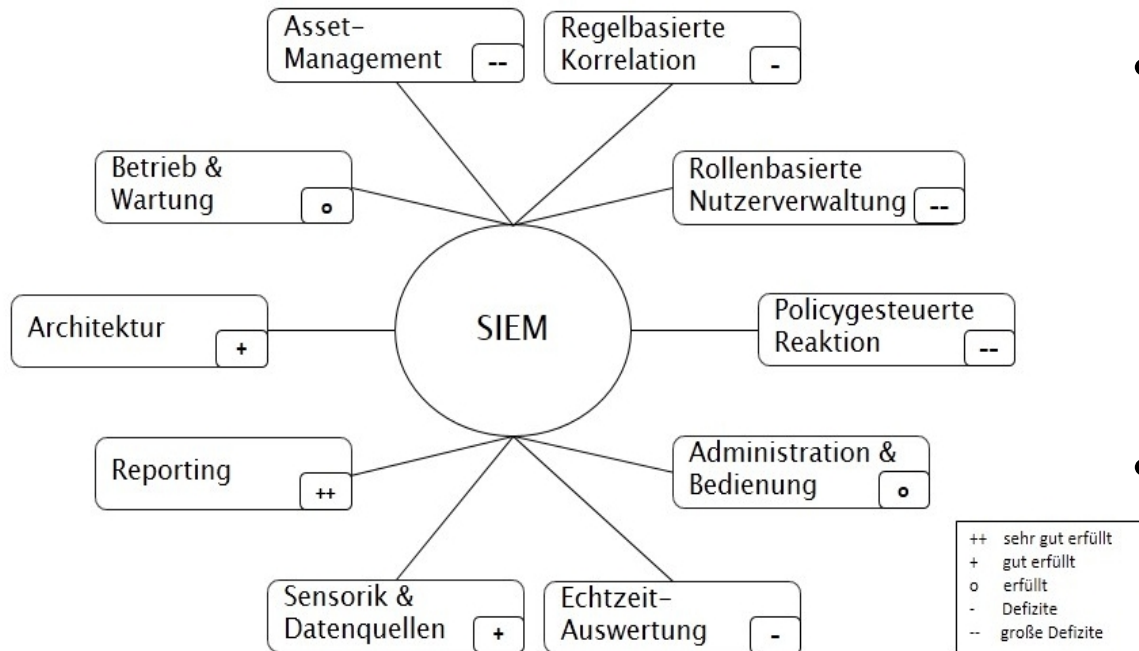 Asset-
Management
--
Regelbasierte
Korrelation
-
Betrieb &
Wartung
o
Rollenbasierte
Nutzerverwaltung
--
Architektur
+
SIEM
Policygesteuerte
Reaktion
--
Reporting
++
Administration &
Bedienung
o
Sensorik &
Datenquellen
+
Echtzeit-
Auswertung
-
++ sehr gut erfüllt
+ gut erfüllt
o erfüllt
- Defizite
-- große Defizite